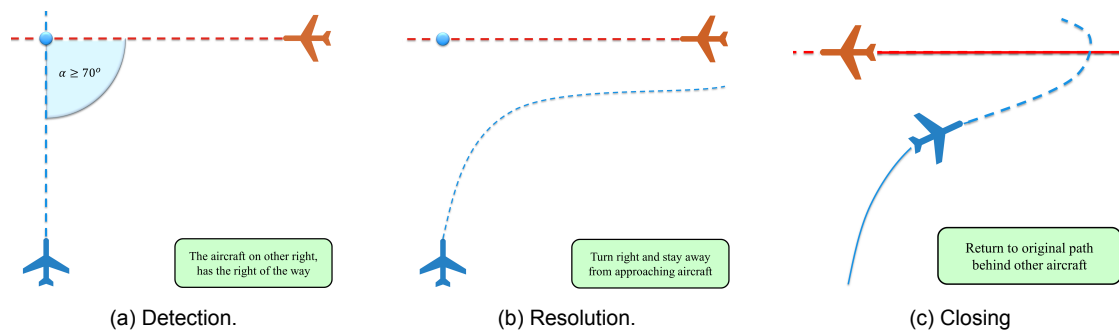 α ≥ 70°
The aircraft on other right,
has the right of the way
(a) Detection.
Turn right and stay away
from approaching aircraft
(b) Resolution.
Return to original path
behind other aircraft
(c) Closing